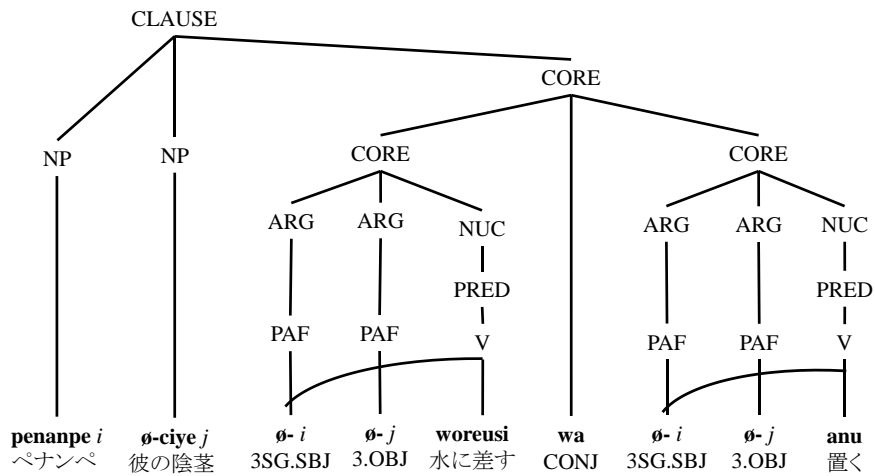 CLAUSE
CORE
NP NP CORE CORE
ARG ARG NUC ARG ARG NUC
PRED PRED
PAF PAF V PAF PAF V
penanpe i ø-ciye j ø- i ø- j woreusi wa ø- i ø- j anu
ペナンペ 彼の陰茎 3SG.SBJ 3.OBJ 水に差す CONJ 3SG.SBJ 3.OBJ 置く